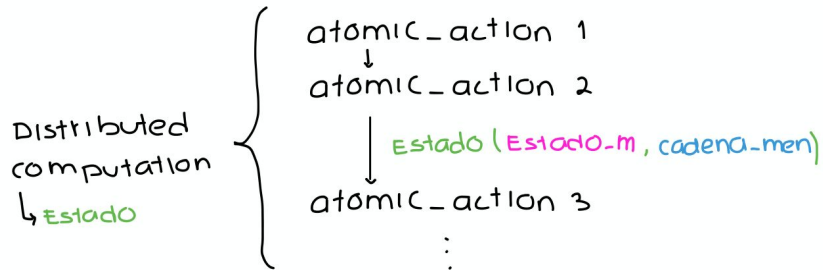 Distributed
computation
↳ Estado
atomic_action 1
↓
atomic_action 2
↓ Estado (Estado_m, cadena_men)
atomic_action 3
⋮